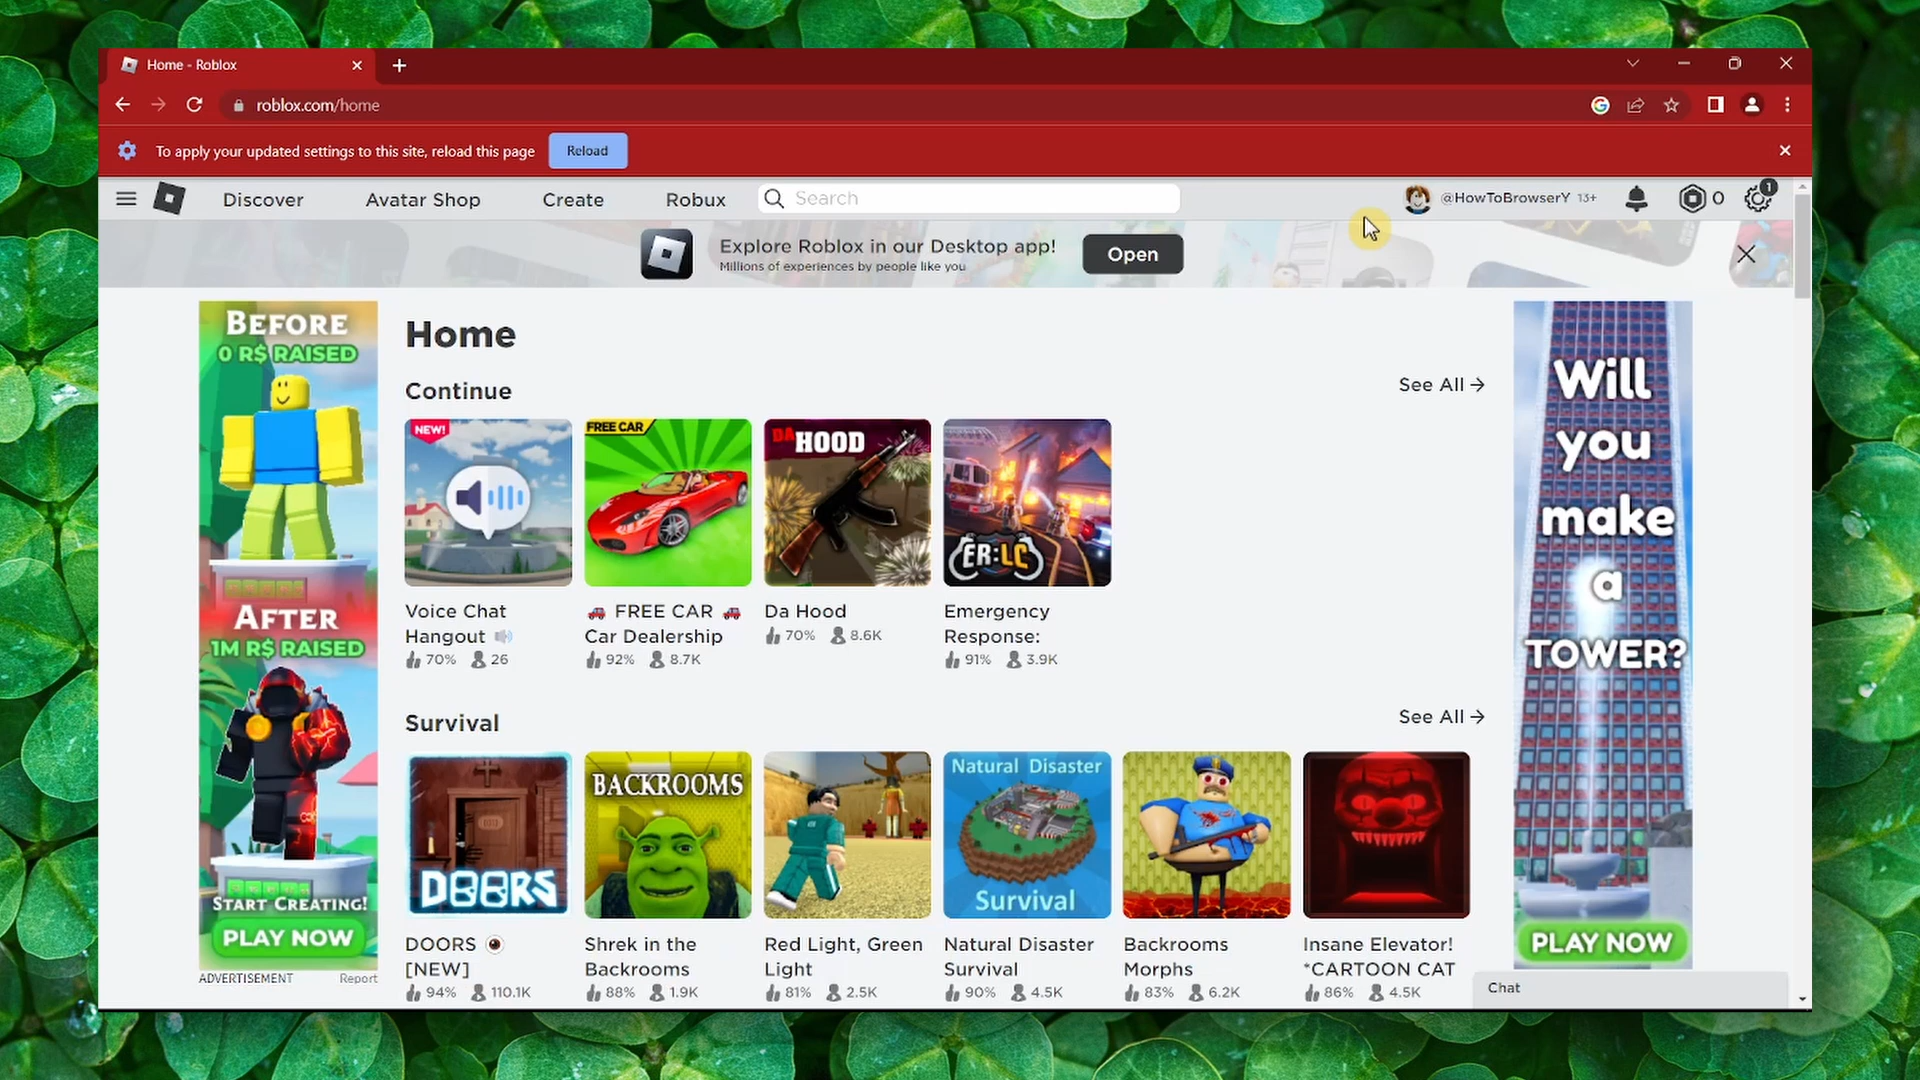 Home - Roblox
roblox.com/home
To apply your updated settings to this site, reload this page
Reload
Discover
Avatar Shop
Create
Robux
Search
@HowToBrowserY 13+
0
1
Explore Roblox in our Desktop app!
Millions of experiences by people like you
Open
BEFORE
0 R$ RAISED
AFTER
1M R$ RAISED
START CREATING!
PLAY NOW
ADVERTISEMENT
Report
Home
Continue
See All
NEW!
FREE CAR
DA HOOD
ER:LC
Voice Chat
Hangout
70% 26
FREE CAR
Car Dealership
92% 8.7K
Da Hood
70% 8.6K
Emergency
Response:
91% 3.9K
Survival
See All
DOORS
BACKROOMS
Natural Disaster
Survival
DOORS
[NEW]
94% 110.1K
Shrek in the
Backrooms
88% 1.9K
Red Light, Green
Light
81% 2.5K
Natural Disaster
Survival
90% 4.5K
Backrooms
Morphs
83% 6.2K
Insane Elevator!
*CARTOON CAT
86% 4.5K
Will
you
make
a
TOWER?
PLAY NOW
Chat